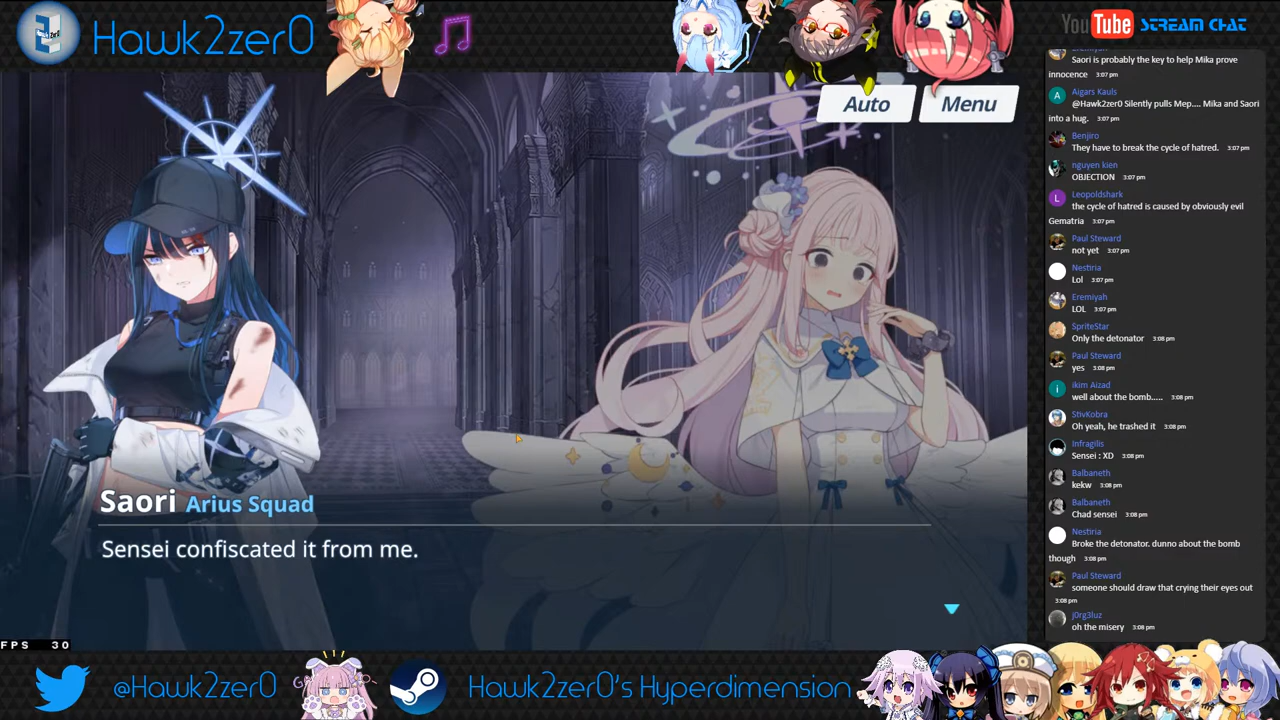 Hawk2zer0
Auto
Menu
YouTube STREAM CHAT
Saori is probably the key to help Mika prove
innocence 3:07 pm
A
Aigars Kauls
@Hawk2zer0 Silently pulls Mep.... Mika and Saori
into a hug. 3:07 pm
Benjiro
They have to break the cycle of hatred. 3:07 pm
nguyen kien
OBJECTION 3:07 pm
L
Leopoldshark
the cycle of hatred is caused by obviously evil
Gematria 3:07 pm
Paul Steward
not yet 3:07 pm
Nestiria
Lol 3:07 pm
Eremiyah
LOL 3:07 pm
SpriteStar
Only the detonator 3:08 pm
Paul Steward
yes 3:08 pm
i
ikim Aizad
well about the bomb..... 3:08 pm
StivKobra
Oh yeah, he trashed it 3:08 pm
Infragilis
Sensei : XD 3:08 pm
Balbaneth
kekw 3:08 pm
Balbaneth
Chad sensei 3:08 pm
Nestiria
Broke the detonator. dunno about the bomb
though 3:08 pm
Paul Steward
someone should draw that crying their eyes out
3:08 pm
j0rg3luz
oh the misery 3:08 pm
Saori Arius Squad
Sensei confiscated it from me.
FPS 30
@Hawk2zer0
Hawk2zer0's Hyperdimension